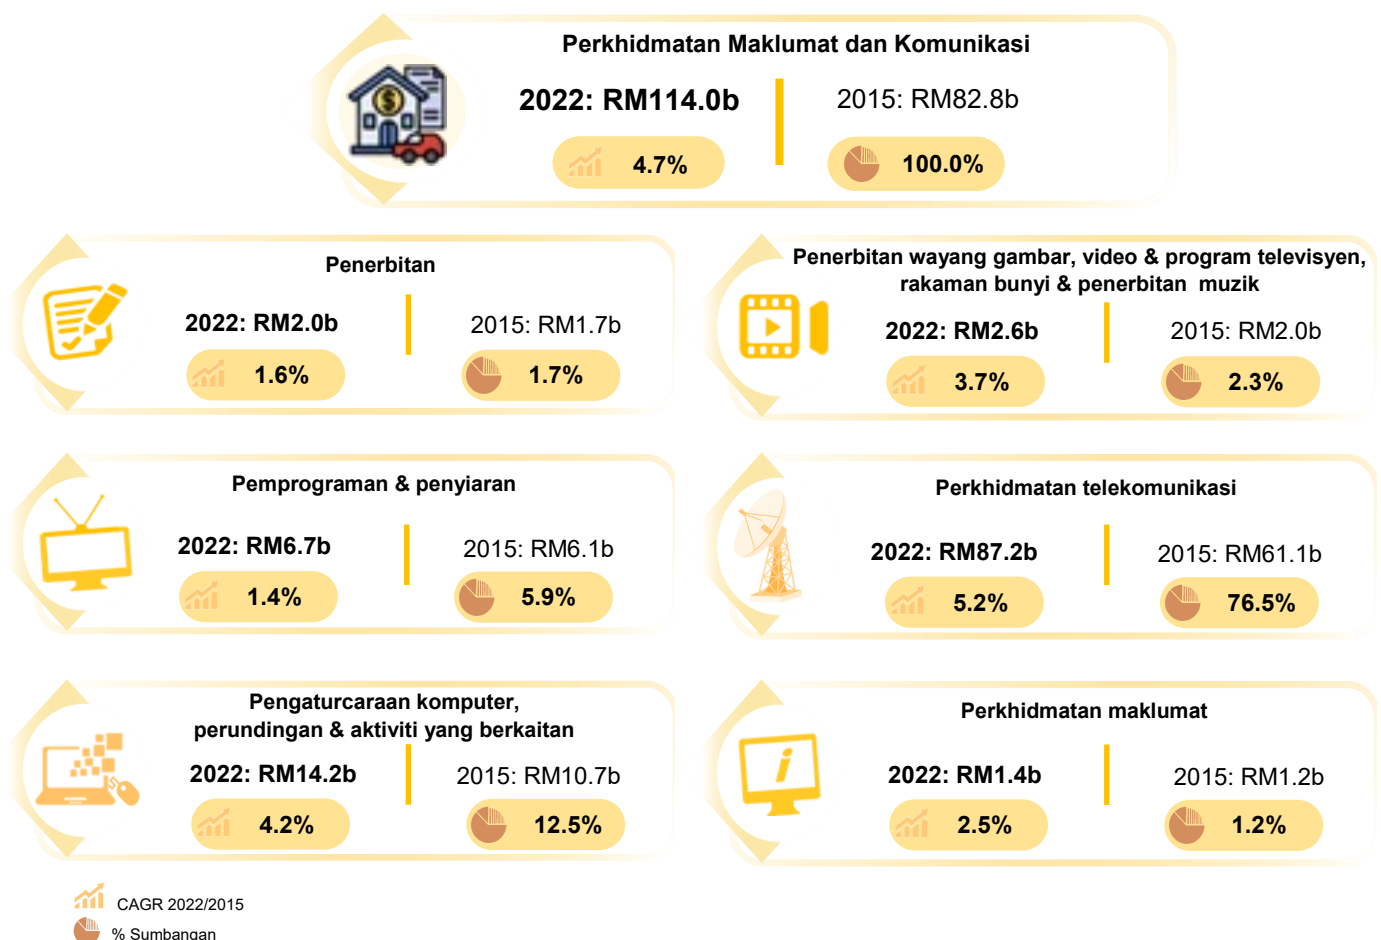 Perkhidmatan Maklumat dan Komunikasi
2022: RM114.0b
2015: RM82.8b
4.7%
100.0%
Penerbitan
2022: RM2.0b
2015: RM1.7b
1.6%
1.7%
Penerbitan wayang gambar, video & program televisyen,
rakaman bunyi & penerbitan muzik
2022: RM2.6b
2015: RM2.0b
3.7%
2.3%
Pemprograman & penyiaran
2022: RM6.7b
2015: RM6.1b
1.4%
5.9%
Perkhidmatan telekomunikasi
2022: RM87.2b
2015: RM61.1b
5.2%
76.5%
Pengaturcaraan komputer,
perundingan & aktiviti yang berkaitan
2022: RM14.2b
2015: RM10.7b
4.2%
12.5%
Perkhidmatan maklumat
2022: RM1.4b
2015: RM1.2b
2.5%
1.2%
CAGR 2022/2015
% Sumbangan